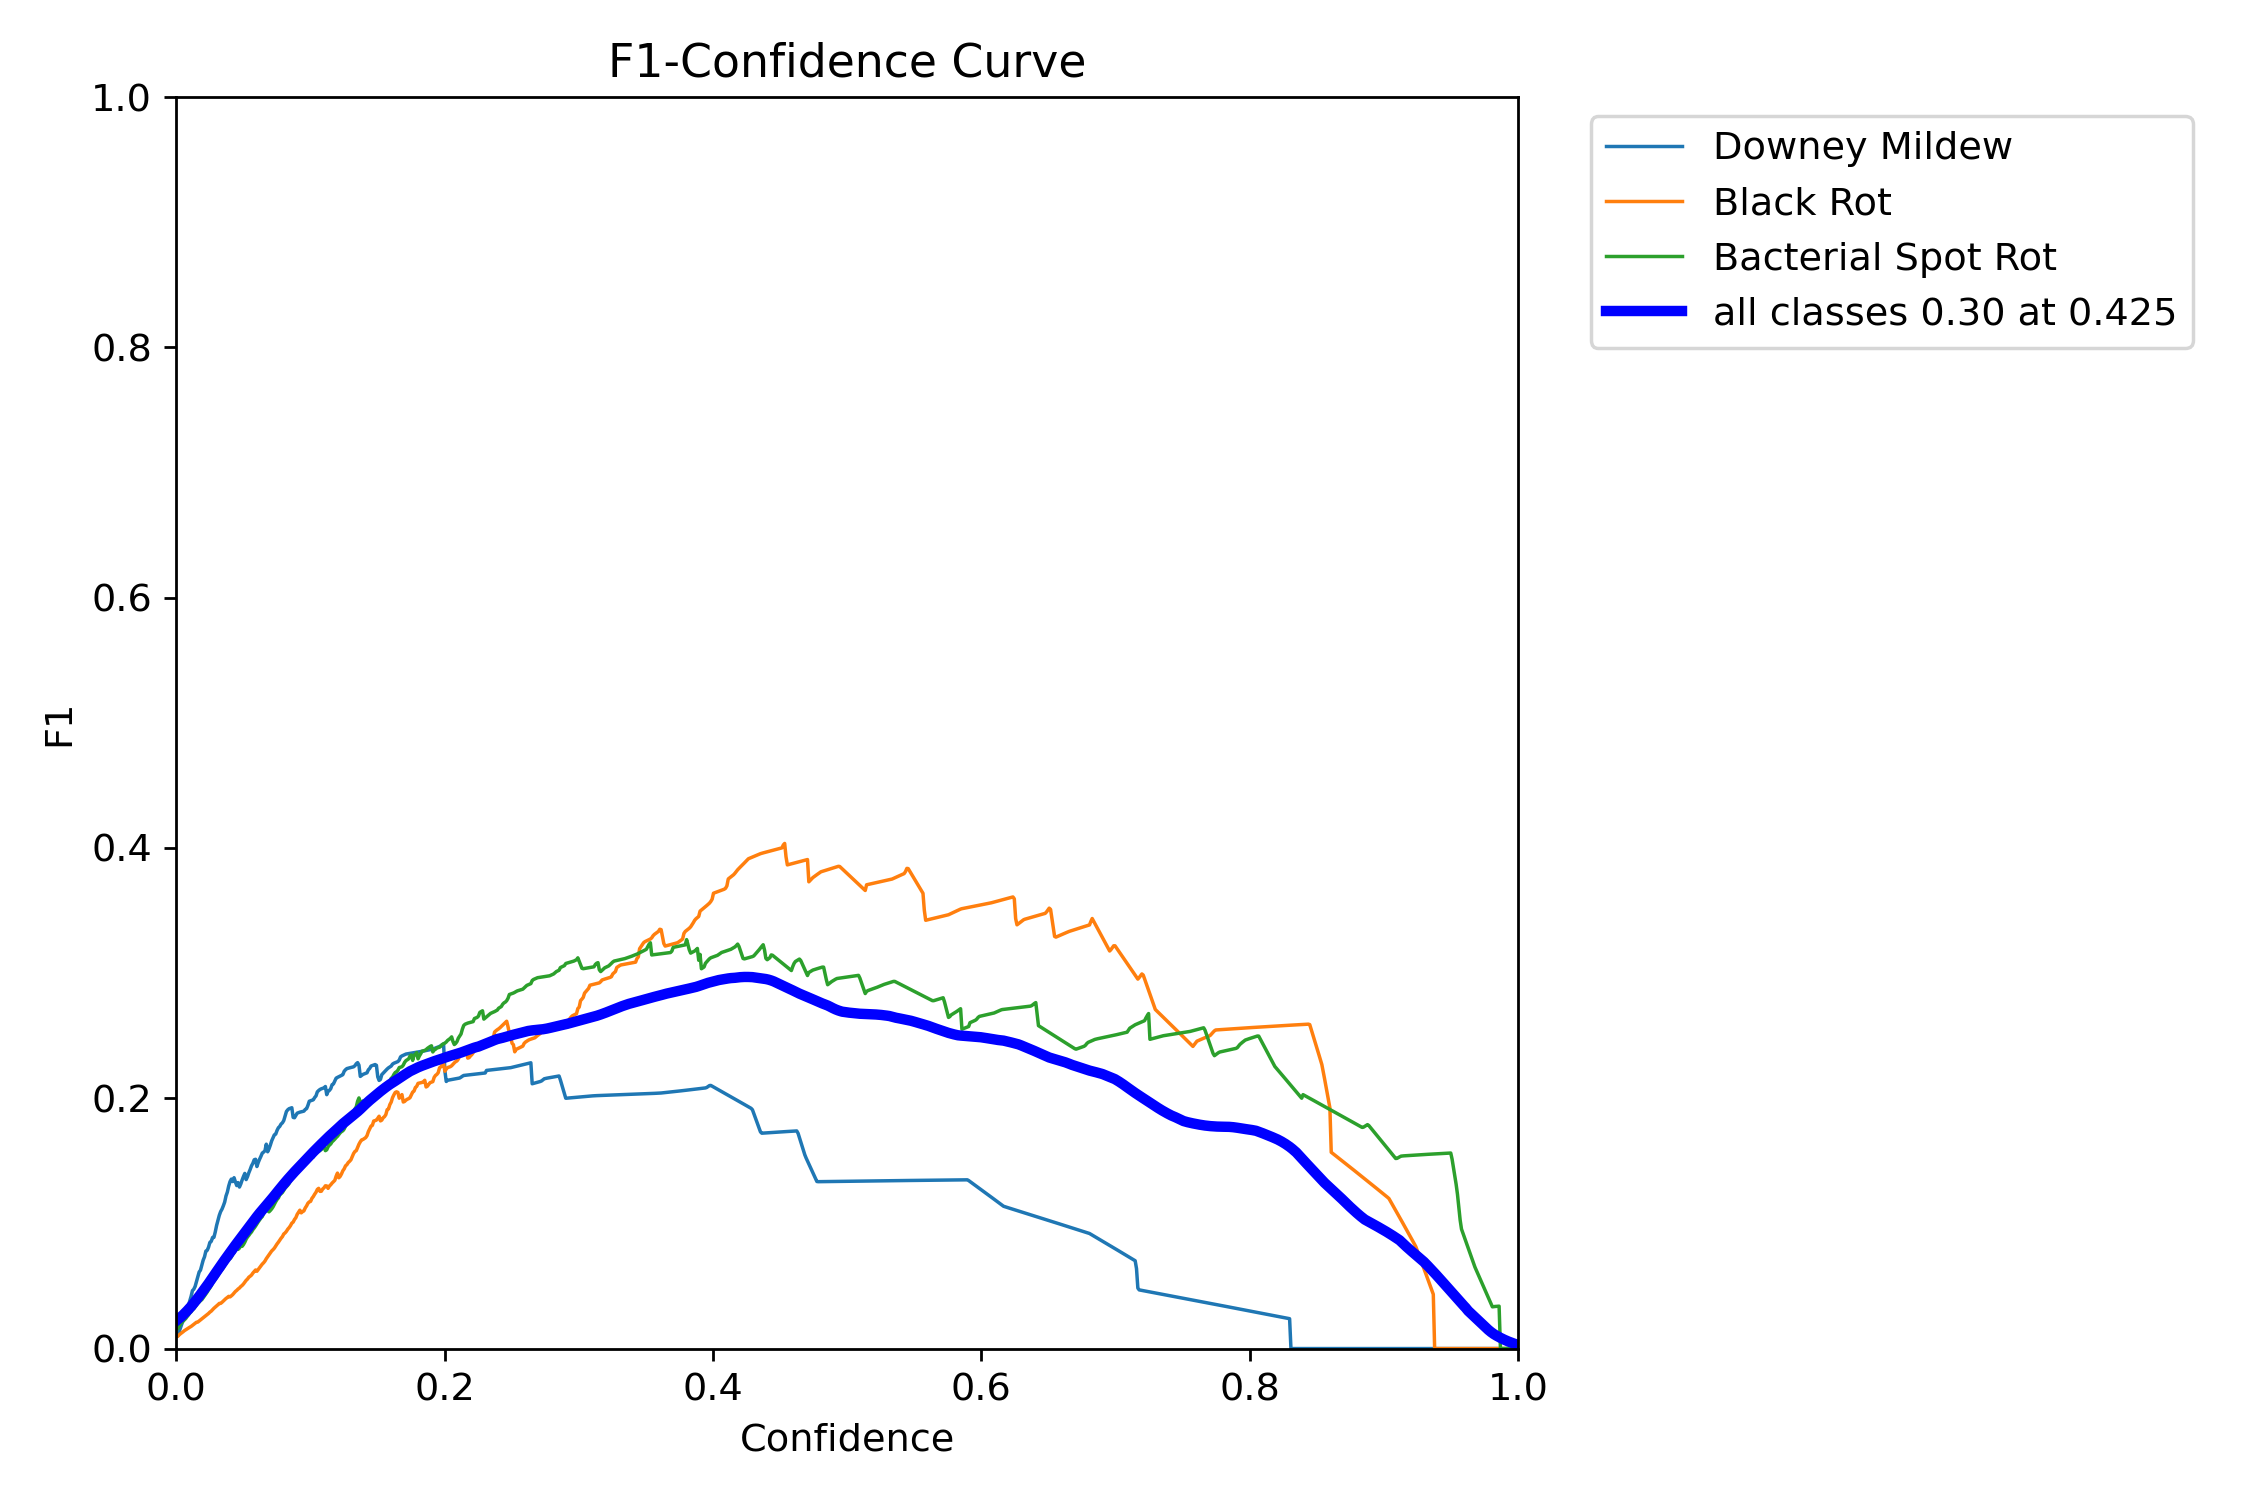 F1-Confidence Curve
1.0
0.8
0.6
0.4
0.2
0.0
F1
0.0 0.2 0.4 0.6 0.8 1.0
Confidence
Downey Mildew
Black Rot
Bacterial Spot Rot
all classes 0.30 at 0.425